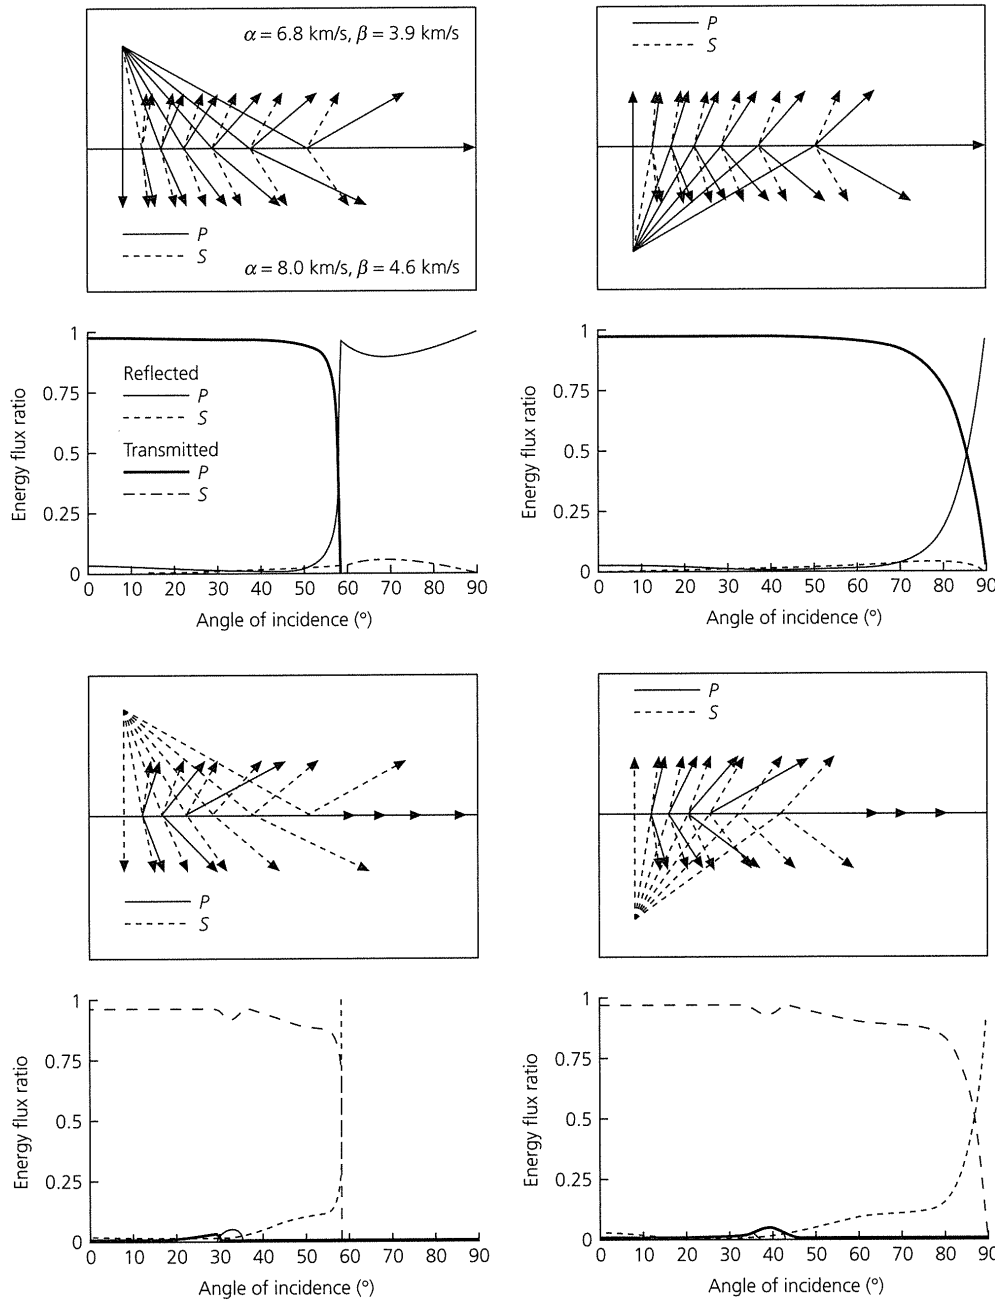 α = 6.8 km/s, β = 3.9 km/s
P
S
α = 8.0 km/s, β = 4.6 km/s
P
S
1
0.75
0.5
0.25
0
Energy flux ratio
Reflected
P
S
Transmitted
P
S
0 10 20 30 40 50 60 70 80 90
Angle of incidence (°)
1
0.75
0.5
0.25
0
Energy flux ratio
0 10 20 30 40 50 60 70 80 90
Angle of incidence (°)
P
S
P
S
1
0.75
0.5
0.25
0
Energy flux ratio
0 10 20 30 40 50 60 70 80 90
Angle of incidence (°)
1
0.75
0.5
0.25
0
Energy flux ratio
0 10 20 30 40 50 60 70 80 90
Angle of incidence (°)